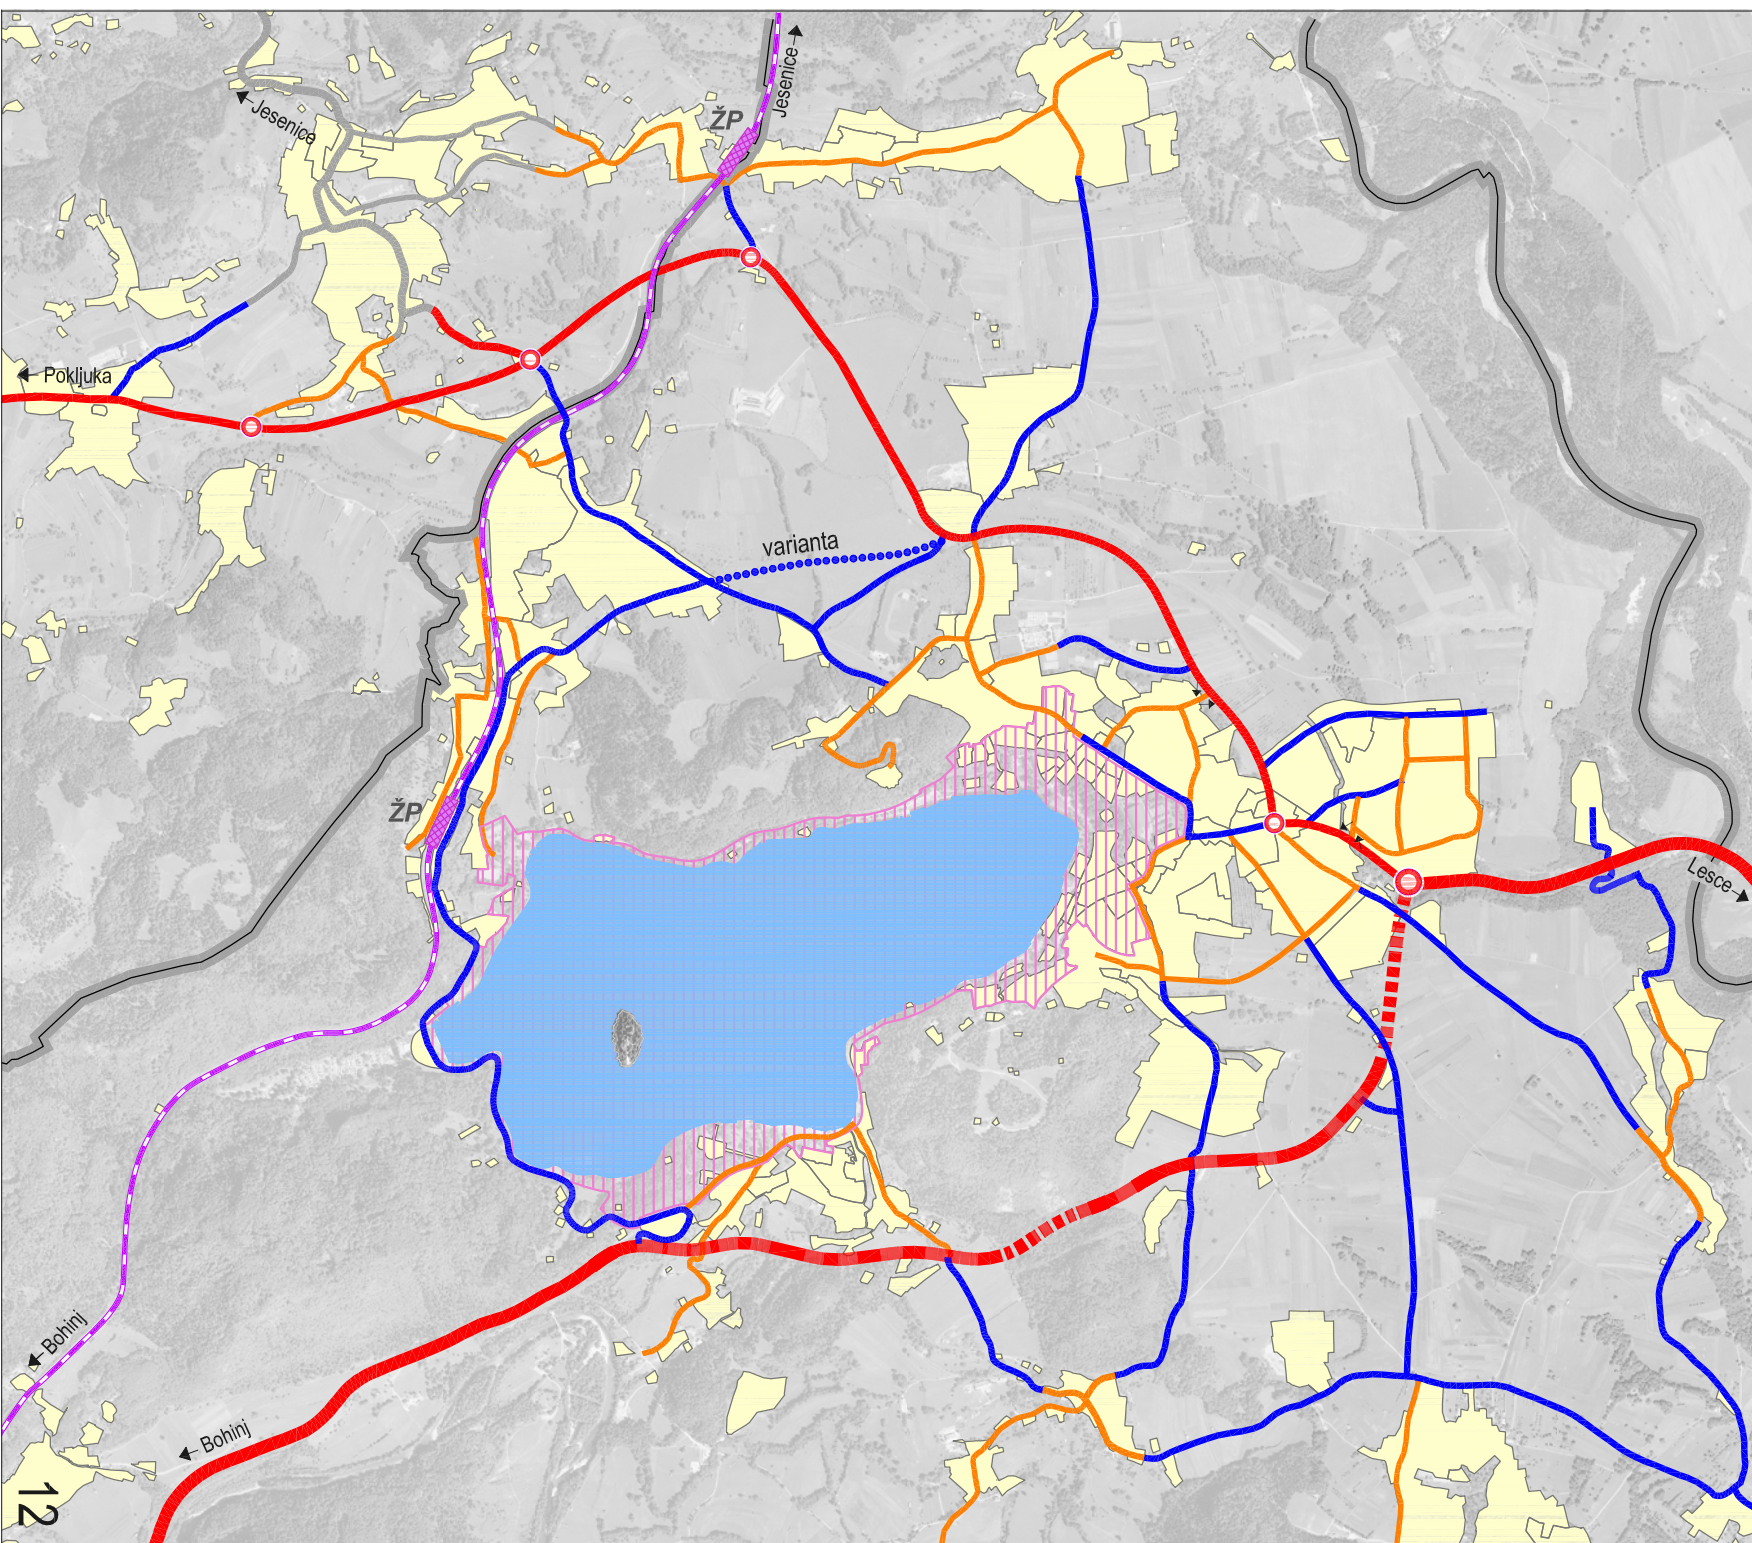 Jesenice
ŽP
Jesenice
Pokljuka
varianta
ŽP
Lesce
Bohinj
Bohinj
12